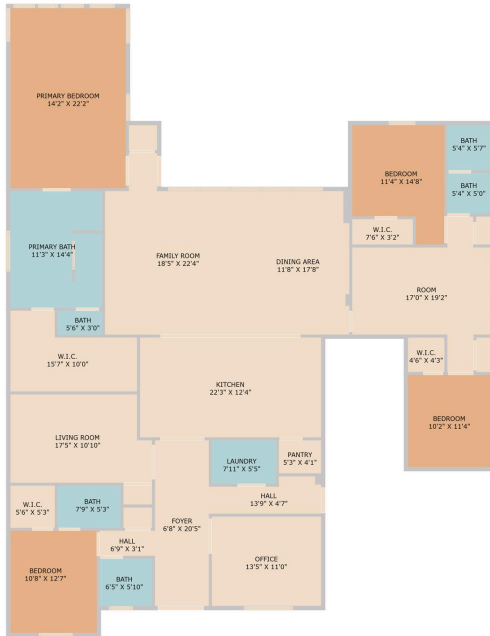 PRIMARY BEDROOM
14'2" X 22'2"
BEDROOM
11'4" X 14'8"
BATH
5'4" X 5'7"
BATH
5'4" X 5'0"
W.I.C.
7'6" X 3'2"
PRIMARY BATH
11'3" X 14'4"
FAMILY ROOM
18'5" X 22'4"
DINING AREA
11'8" X 17'8"
ROOM
17'0" X 19'2"
BATH
5'6" X 3'0"
W.I.C.
15'7" X 10'0"
W.I.C.
4'6" X 4'3"
KITCHEN
22'3" X 12'4"
BEDROOM
10'2" X 11'4"
LIVING ROOM
17'5" X 10'10"
LAUNDRY
7'11" X 5'5"
PANTRY
5'3" X 4'1"
HALL
13'9" X 4'7"
W.I.C.
5'6" X 5'3"
BATH
7'9" X 5'3"
FOYER
6'8" X 20'5"
HALL
6'9" X 3'1"
OFFICE
13'5" X 11'0"
BEDROOM
10'8" X 12'7"
BATH
6'5" X 5'10"